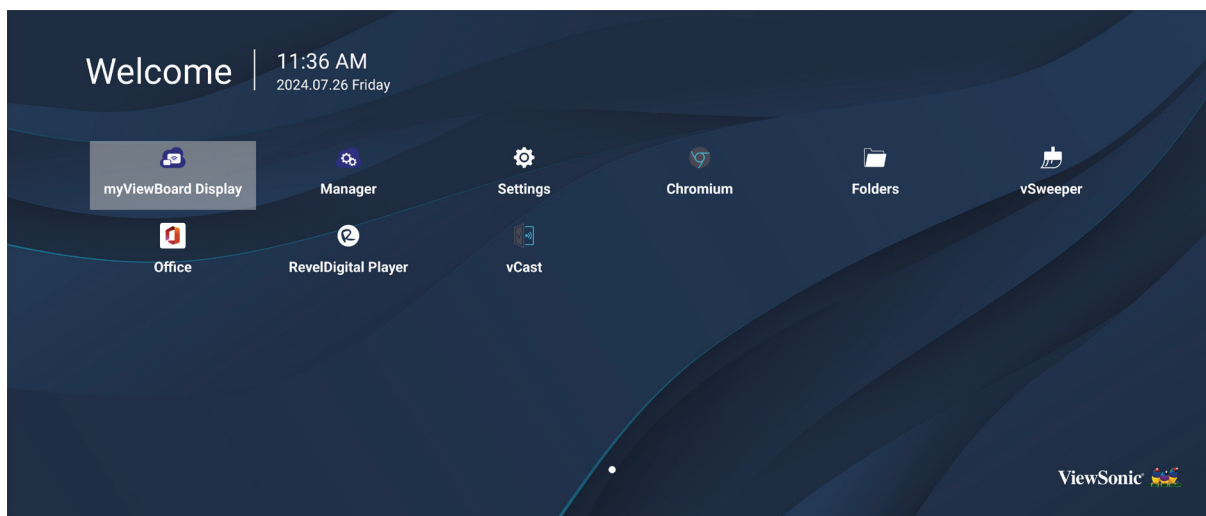 Welcome
11:36 AM
2024.07.26 Friday
myViewBoard Display
Manager
Settings
Chromium
Folders
vSweeper
Office
RevelDigital Player
vCast
ViewSonic